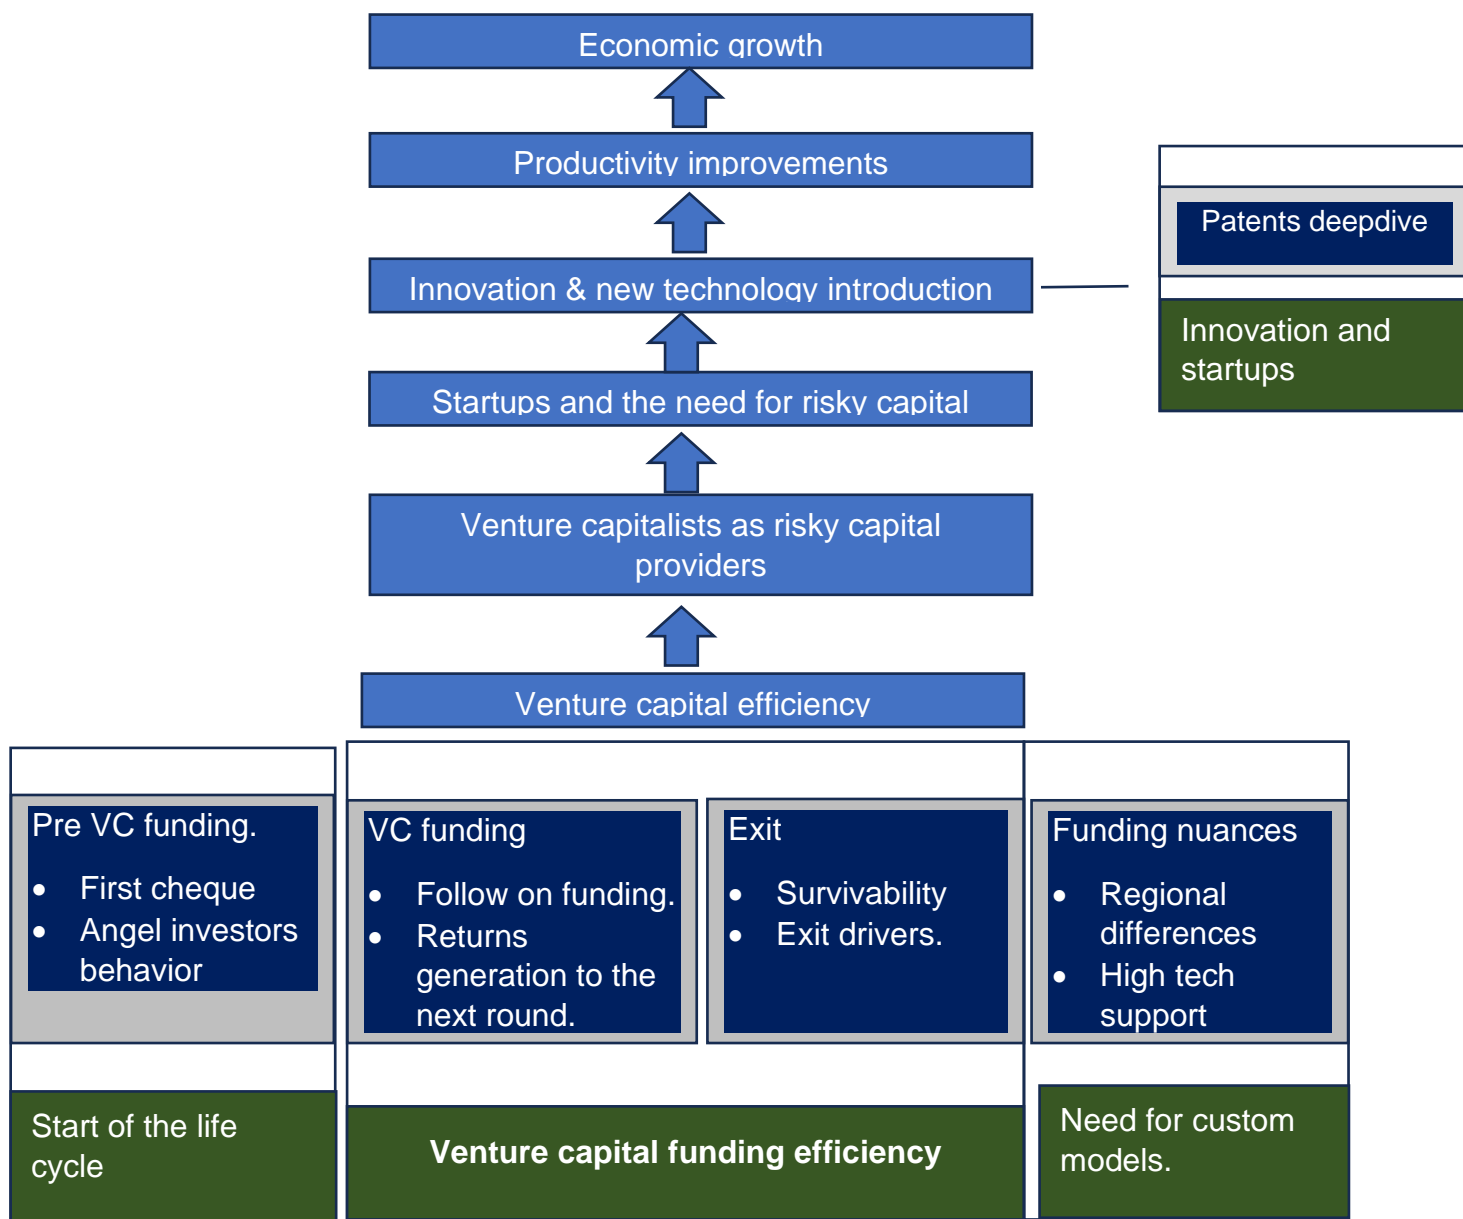 Economic growth
Productivity improvements
Patents deepdive
Innovation & new technology introduction
Innovation and
startups
Startups and the need for risky capital
Venture capitalists as risky capital
providers
Venture capital efficiency
Pre VC funding.
• First cheque
• Angel investors
behavior
VC funding
• Follow on funding.
• Returns
generation to the
next round.
Exit
• Survivability
• Exit drivers.
Funding nuances
• Regional
differences
• High tech
support
Start of the life
cycle
Venture capital funding efficiency
Need for custom
models.